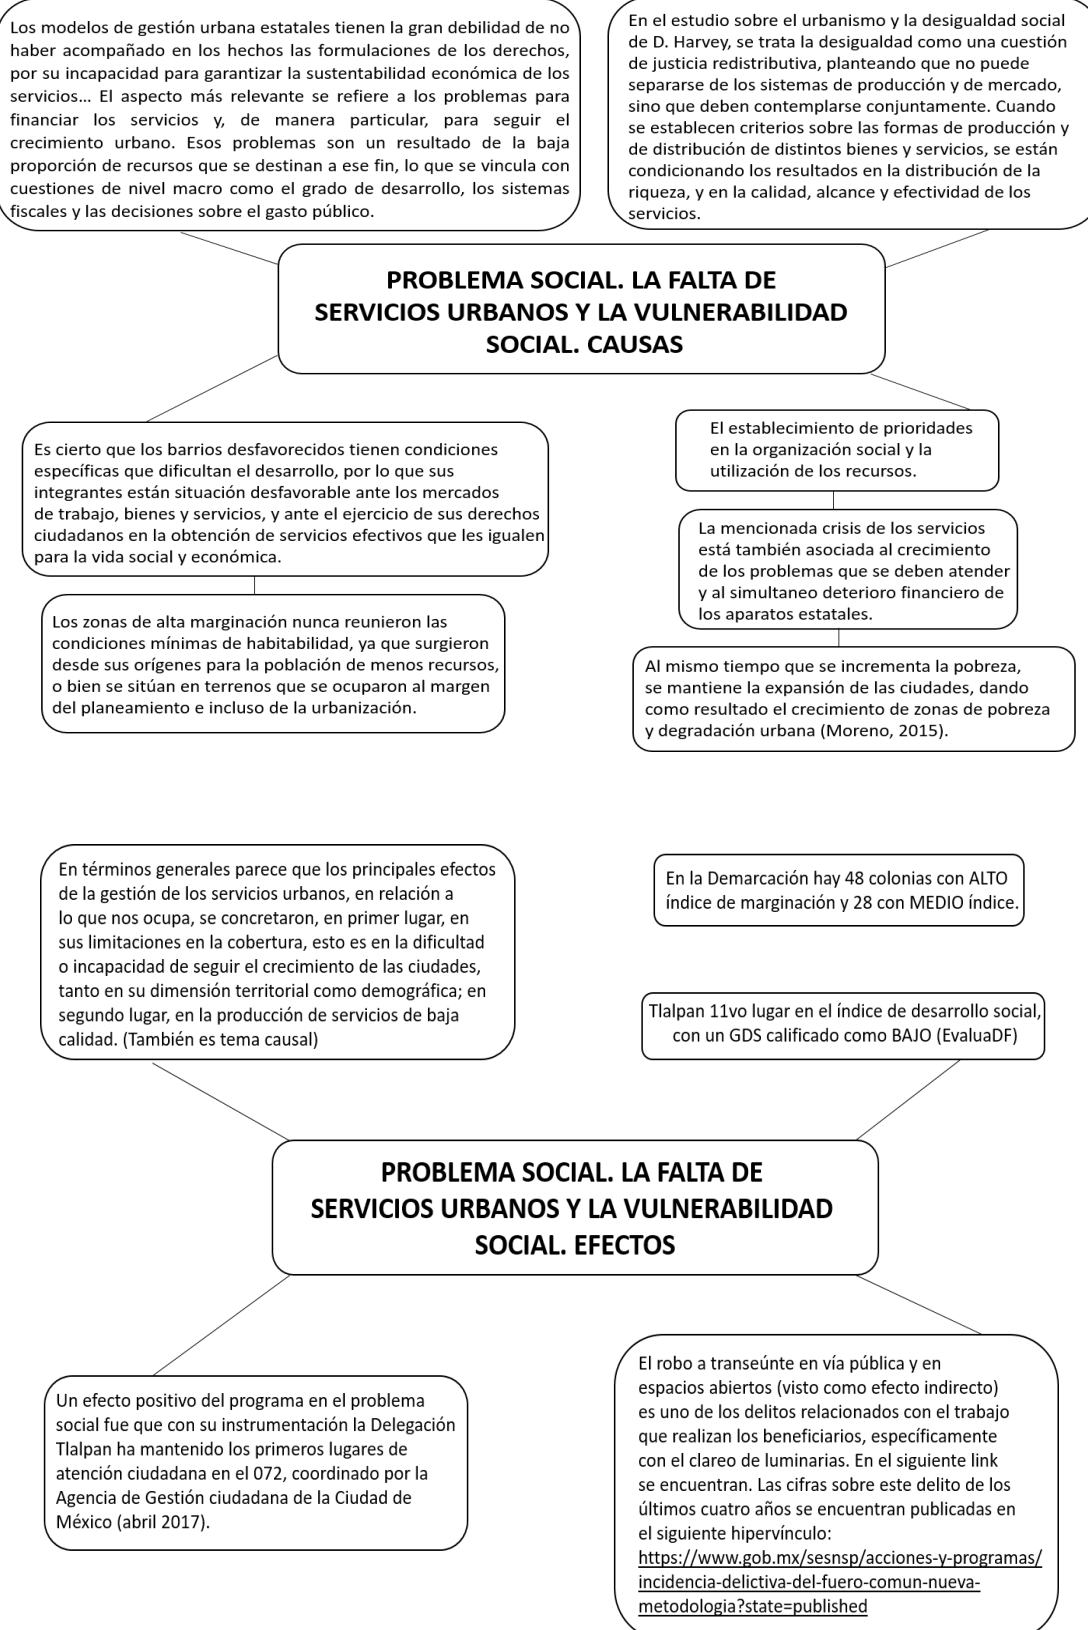 Los modelos de gestión urbana estatales tienen la gran debilidad de no
haber acompañado en los hechos las formulaciones de los derechos,
por su incapacidad para garantizar la sustentabilidad económica de los
servicios... El aspecto más relevante se refiere a los problemas para
financiar los servicios y, de manera particular, para seguir el
crecimiento urbano. Esos problemas son un resultado de la baja
proporción de recursos que se destinan a ese fin, lo que se vincula con
cuestiones de nivel macro como el grado de desarrollo, los sistemas
fiscales y las decisiones sobre el gasto público.
En el estudio sobre el urbanismo y la desigualdad social
de D. Harvey, se trata la desigualdad como una cuestión
de justicia redistributiva, planteando que no puede
separarse de los sistemas de producción y de mercado,
sino que deben contemplarse conjuntamente. Cuando
se establecen criterios sobre las formas de producción y
de distribución de distintos bienes y servicios, se están
condicionando los resultados en la distribución de la
riqueza, y en la calidad, alcance y efectividad de los
servicios.
PROBLEMA SOCIAL. LA FALTA DE
SERVICIOS URBANOS Y LA VULNERABILIDAD
SOCIAL. CAUSAS
Es cierto que los barrios desfavorecidos tienen condiciones
específicas que dificultan el desarrollo, por lo que sus
integrantes están situación desfavorable ante los mercados
de trabajo, bienes y servicios, y ante el ejercicio de sus derechos
ciudadanos en la obtención de servicios efectivos que les igualen
para la vida social y económica.
Los zonas de alta marginación nunca reunieron las
condiciones mínimas de habitabilidad, ya que surgieron
desde sus orígenes para la población de menos recursos,
o bien se sitúan en terrenos que se ocuparon al margen
del planeamiento e incluso de la urbanización.
El establecimiento de prioridades
en la organización social y la
utilización de los recursos.
La mencionada crisis de los servicios
está también asociada al crecimiento
de los problemas que se deben atender
y al simultaneo deterioro financiero de
los aparatos estatales.
Al mismo tiempo que se incrementa la pobreza,
se mantiene la expansión de las ciudades, dando
como resultado el crecimiento de zonas de pobreza
y degradación urbana (Moreno, 2015).
En términos generales parece que los principales efectos
de la gestión de los servicios urbanos, en relación a
lo que nos ocupa, se concretaron, en primer lugar, en
sus limitaciones en la cobertura, esto es en la dificultad
o incapacidad de seguir el crecimiento de las ciudades,
tanto en su dimensión territorial como demográfica; en
segundo lugar, en la producción de servicios de baja
calidad. (También es tema causal)
En la Demarcación hay 48 colonias con ALTO
índice de marginación y 28 con MEDIO índice.
Tlalpan 11vo lugar en el índice de desarrollo social,
con un GDS calificado como BAJO (EvaluaDF)
PROBLEMA SOCIAL. LA FALTA DE
SERVICIOS URBANOS Y LA VULNERABILIDAD
SOCIAL. EFECTOS
Un efecto positivo del programa en el problema
social fue que con su instrumentación la Delegación
Tlalpan ha mantenido los primeros lugares de
atención ciudadana en el 072, coordinado por la
Agencia de Gestión ciudadana de la Ciudad de
México (abril 2017).
El robo a transeúnte en vía pública y en
espacios abiertos (visto como efecto indirecto)
es uno de los delitos relacionados con el trabajo
que realizan los beneficiarios, específicamente
con el clareo de luminarias. En el siguiente link
se encuentran. Las cifras sobre este delito de los
últimos cuatro años se encuentran publicadas en
el siguiente hipervínculo:
https://www.gob.mx/sesnsp/acciones-y-programas/
incidencia-delictiva-del-fuero-comun-nueva-
metodologia?state=published